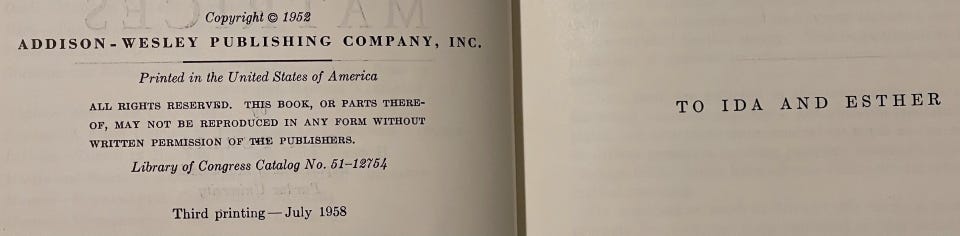 Copyright © 1952
ADDISON-WESLEY PUBLISHING COMPANY, INC.
Printed in the United States of America
ALL RIGHTS RESERVED. THIS BOOK, OR PARTS THERE-
OF, MAY NOT BE REPRODUCED IN ANY FORM WITHOUT
WRITTEN PERMISSION OF THE PUBLISHERS.
Library of Congress Catalog No. 51-12754
Third printing—July 1958
TO IDA AND ESTHER